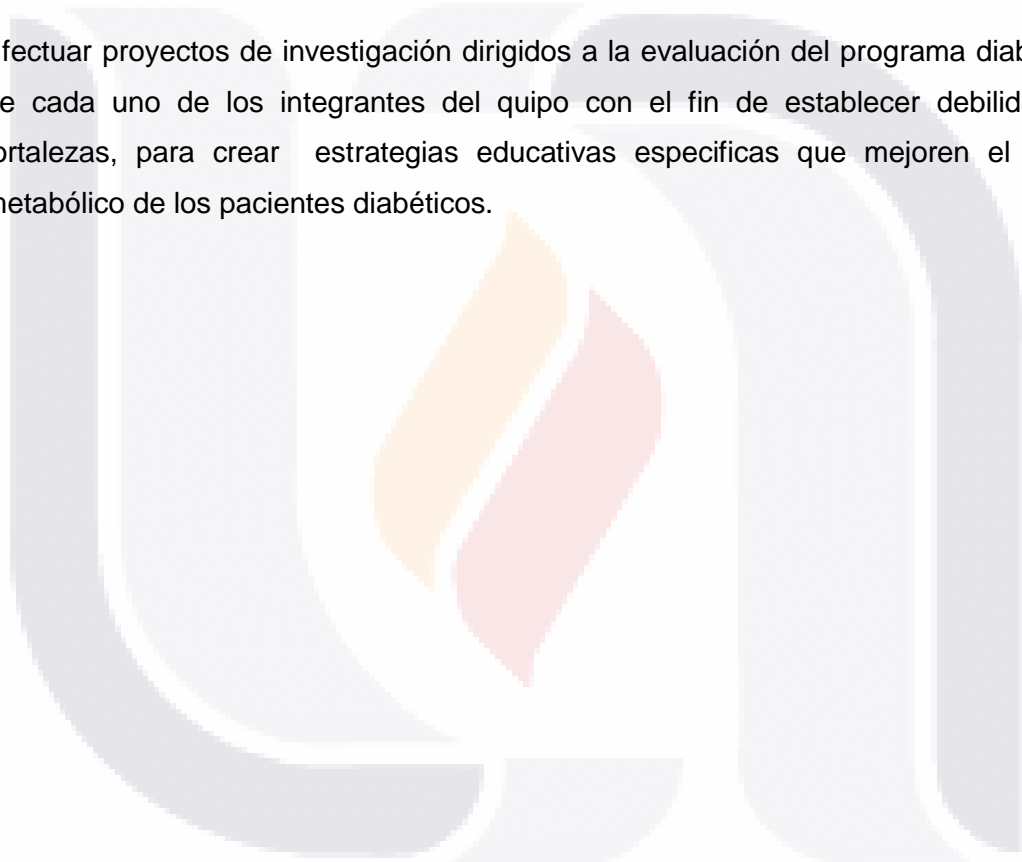 fectuar proyectos de investigación dirigidos a la evaluación del programa diab
e cada uno de los integrantes del quipo con el fin de establecer debilid
ortalezas, para crear estrategias educativas especificas que mejoren el
netabólico de los pacientes diabéticos.